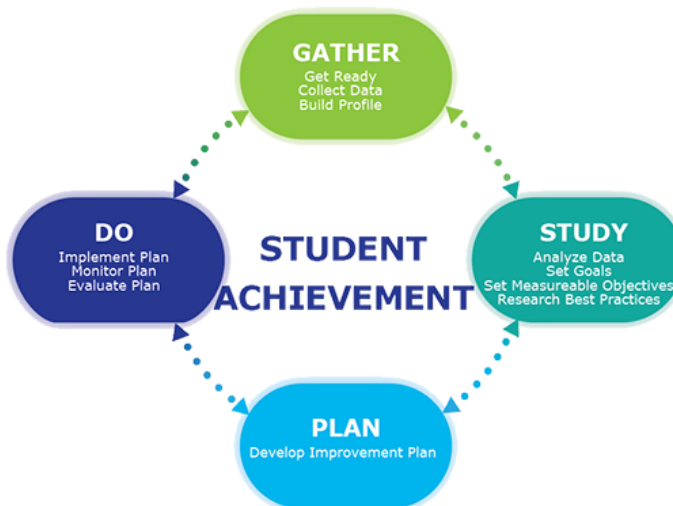 GATHER
Get Ready
Collect Data
Build Profile
DO
Implement Plan
Monitor Plan
Evaluate Plan
STUDENT
ACHIEVEMENT
STUDY
Analyze Data
Set Goals
Set Measureable Objectives
Research Best Practices
PLAN
Develop Improvement Plan